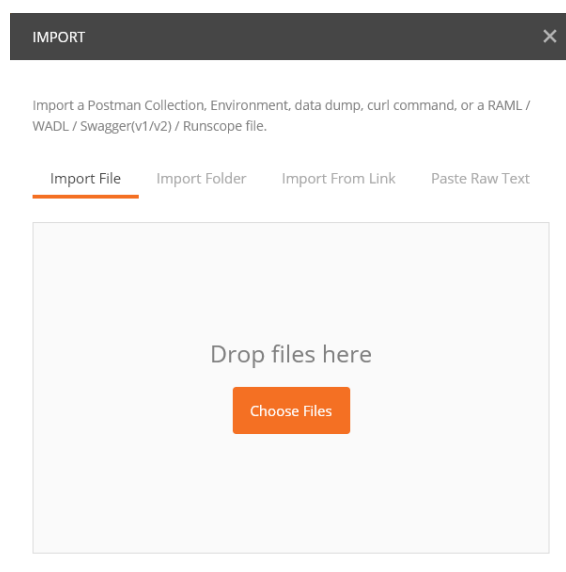 IMPORT
Import a Postman Collection, Environment, data dump, curl command, or a RAML /
WADL / Swagger(v1/v2) / Runscope file.
Import File Import Folder Import From Link Paste Raw Text
Drop files here
Choose Files